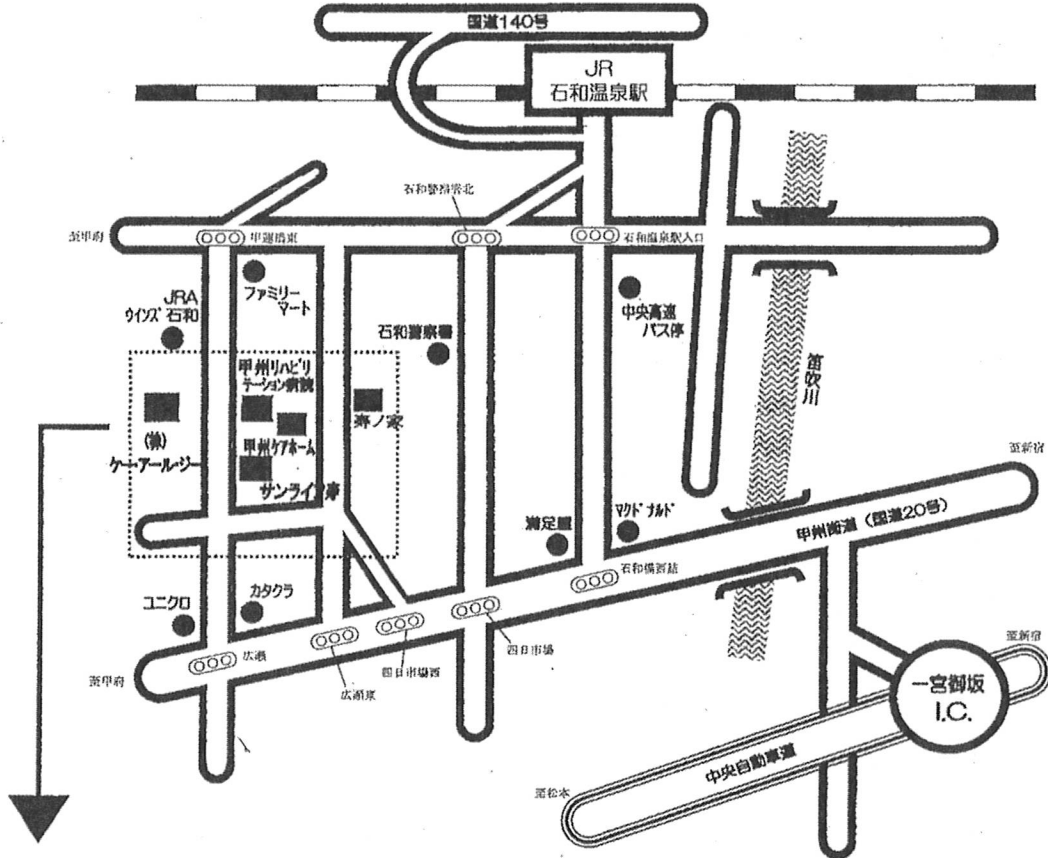 国道140号
JR
石和温泉駅
石和警察署北
至甲府
甲運橋東
石和温泉駅入口
ファミリー
マート
JRA
ウインズ石和
石和警察署
中央高速
バス停
笛吹川
甲州リハビリ
テーション病院
寿ノ家
(株)
ケー・アール・ジー
甲州ケアホーム
サンライズ寿
至新宿
満足屋
マクドナルド
甲州街道(国道20号)
石和橋西詰
ユニクロ
カタクラ
四日市場
広瀬
四日市場西
広瀬東
至甲府
至新宿
一宮御坂
I.C.
中央自動車道
至松本